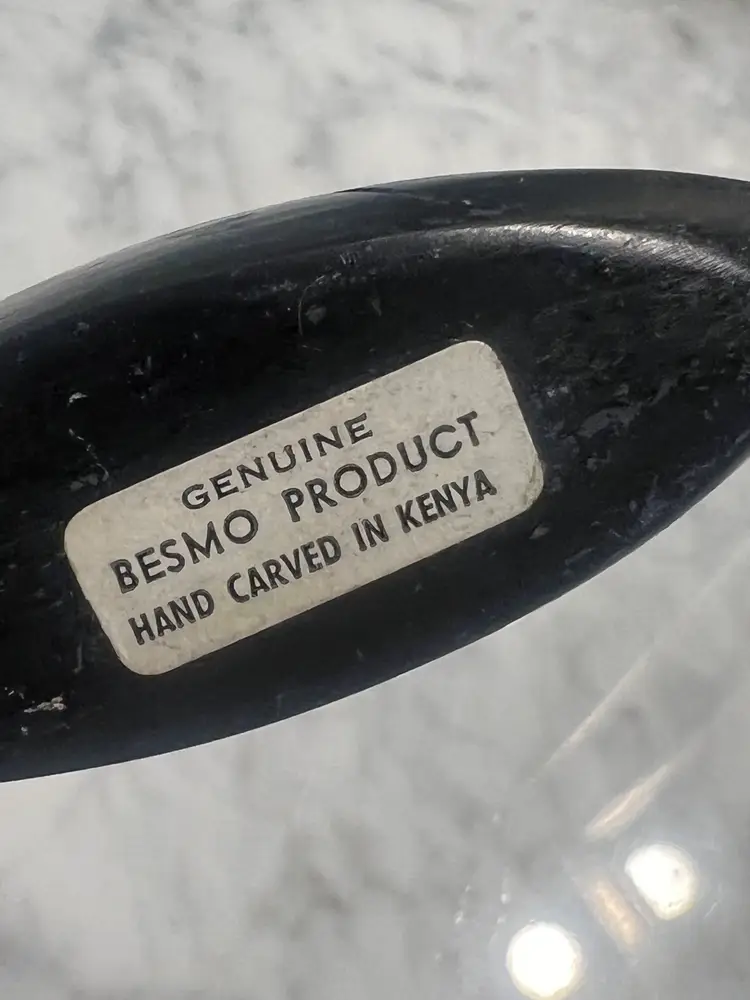 GENUINE
BESMO PRODUCT
HAND CARVED IN KENYA